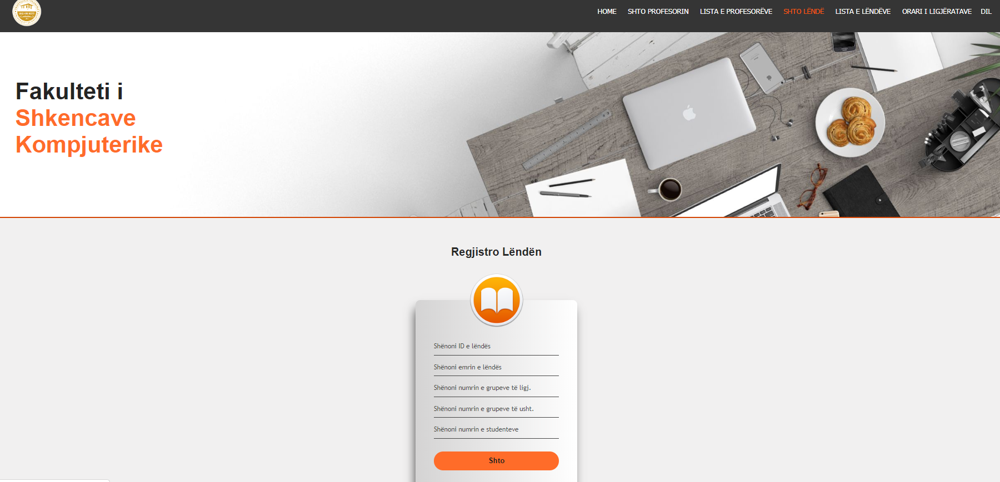 HOME SHTO PROFESORIN LISTA E PROFESORËVE SHTO LËNDË LISTA E LËNDËVE ORARI I LIGJËRATAVE DIL
Fakulteti i
Shkencave
Kompjuterike
Regjistro Lëndën
Shënoni ID e lëndës
Shënoni emrin e lëndës
Shënoni numrin e grupeve të ligj.
Shënoni numrin e grupeve të usht.
Shënoni numrin e studenteve
Shto